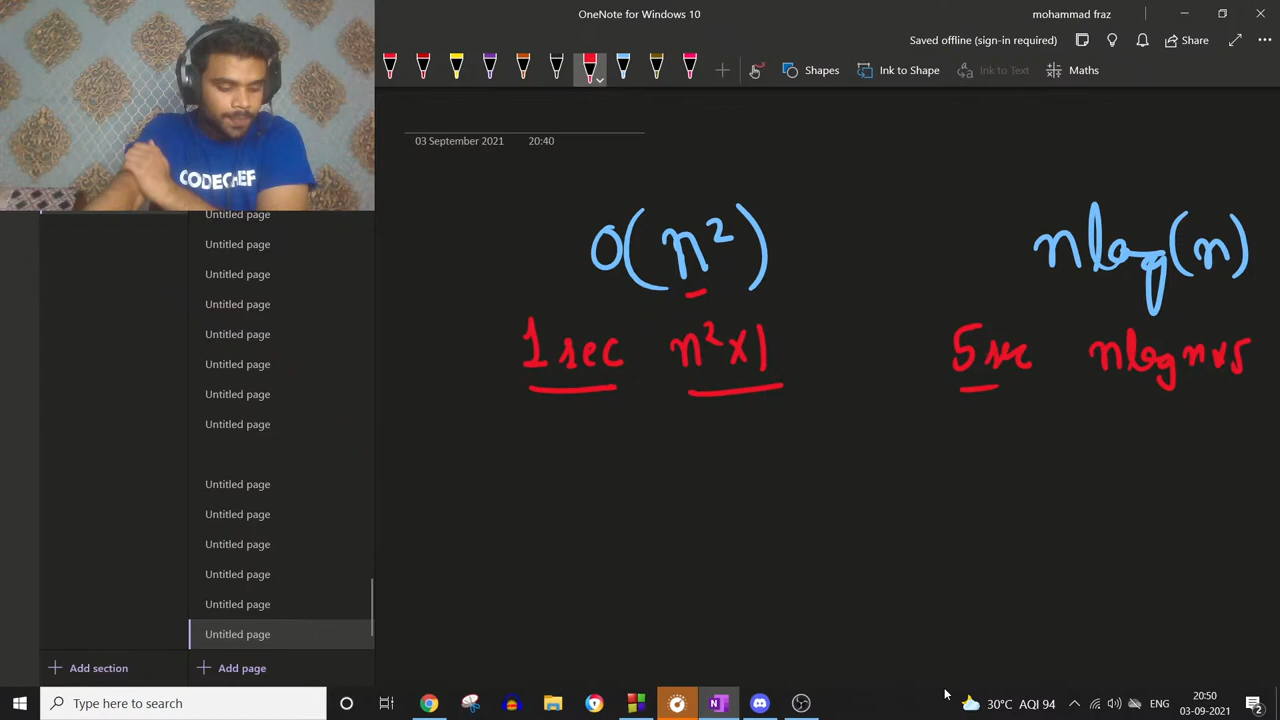 OneNote for Windows 10
mohammad fraz
Saved offline (sign-in required)
Share
Shapes
Ink to Shape
Ink to Text
Maths
CODECHEF
03 September 2021 20:40
O(n²) nlog(n)
1 sec n²x1 5 sec nlognx5
Untitled page
Untitled page
Untitled page
Untitled page
Untitled page
Untitled page
Untitled page
Untitled page
Untitled page
Untitled page
Untitled page
Untitled page
Untitled page
Untitled page
Add section
Add page
Type here to search
30°C AQI 94
ENG
20:50
03-09-2021